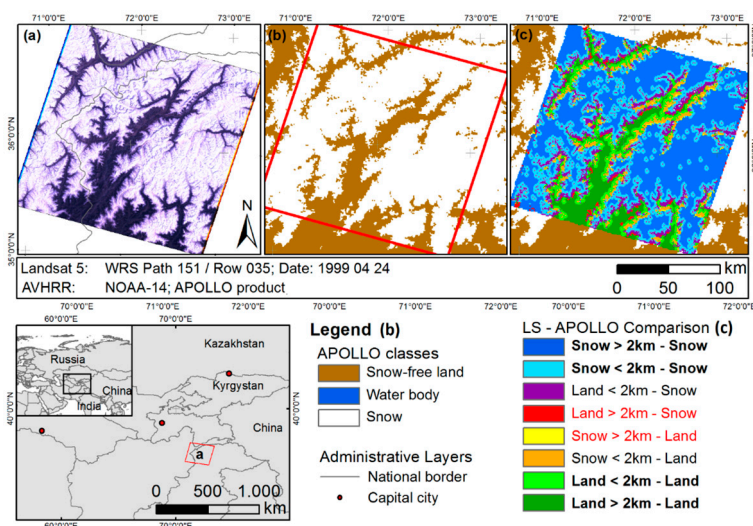 71°0'0"E 72°0'0"E 71°0'0"E 72°0'0"E 73°0'0"E 72°0'0"E 73°0'0"E
(a) (b) (c)
36°0'0"N
35°0'0"N
N
Landsat 5: WRS Path 151 / Row 035; Date: 1999 04 24
AVHRR: NOAA-14; APOLLO product
0 50 100
km
70°0'0"E 71°0'0"E 72°0'0"E 70°0'0"E 71°0'0"E 72°0'0"E
60°0'0"E 70°0'0"E
Russia
China
India
Kazakhstan
Kyrgystan
China
40°0'0"N
40°0'0"N
a
0 500 1.000
km
60°0'0"E 70°0'0"E
Legend (b)
APOLLO classes
Snow-free land
Water body
Snow
Administrative Layers
National border
Capital city
LS - APOLLO Comparison (c)
Snow > 2km - Snow
Snow < 2km - Snow
Land < 2km - Snow
Land > 2km - Snow
Snow > 2km - Land
Snow < 2km - Land
Land < 2km - Land
Land > 2km - Land